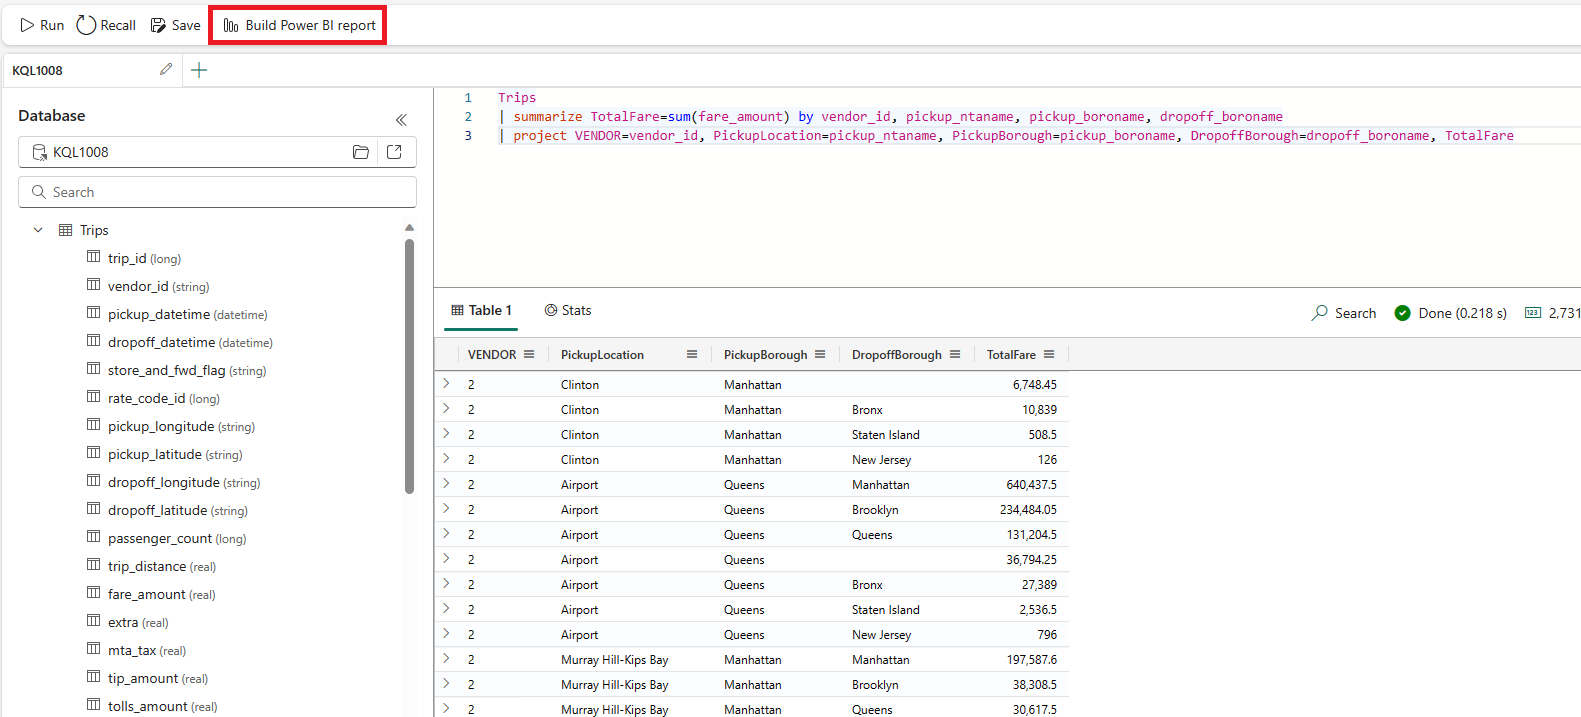 Run Recall Save Build Power BI report
KQL1008
Database
KQL1008
Search
Trips
trip_id (long)
vendor_id (string)
pickup_datetime (datetime)
dropoff_datetime (datetime)
store_and_fwd_flag (string)
rate_code_id (long)
pickup_longitude (string)
pickup_latitude (string)
dropoff_longitude (string)
dropoff_latitude (string)
passenger_count (long)
trip_distance (real)
fare_amount (real)
extra (real)
mta_tax (real)
tip_amount (real)
tolls_amount (real)
1 Trips
2 | summarize TotalFare=sum(fare_amount) by vendor_id, pickup_ntaname, pickup_boroname, dropoff_boroname
3 | project VENDOR=vendor_id, PickupLocation=pickup_ntaname, PickupBorough=pickup_boroname, DropoffBorough=dropoff_boroname, TotalFare
Table 1 Stats Search Done (0.218 s) 123 2,731
VENDOR PickupLocation PickupBorough DropoffBorough TotalFare
2 Clinton Manhattan 6,748.45
2 Clinton Manhattan Bronx 10,839
2 Clinton Manhattan Staten Island 508.5
2 Clinton Manhattan New Jersey 126
2 Airport Queens Manhattan 640,437.5
2 Airport Queens Brooklyn 234,484.05
2 Airport Queens Queens 131,204.5
2 Airport Queens 36,794.25
2 Airport Queens Bronx 27,389
2 Airport Queens Staten Island 2,536.5
2 Airport Queens New Jersey 796
2 Murray Hill-Kips Bay Manhattan Manhattan 197,587.6
2 Murray Hill-Kips Bay Manhattan Brooklyn 38,308.5
2 Murray Hill-Kips Bay Manhattan Queens 30,617.5